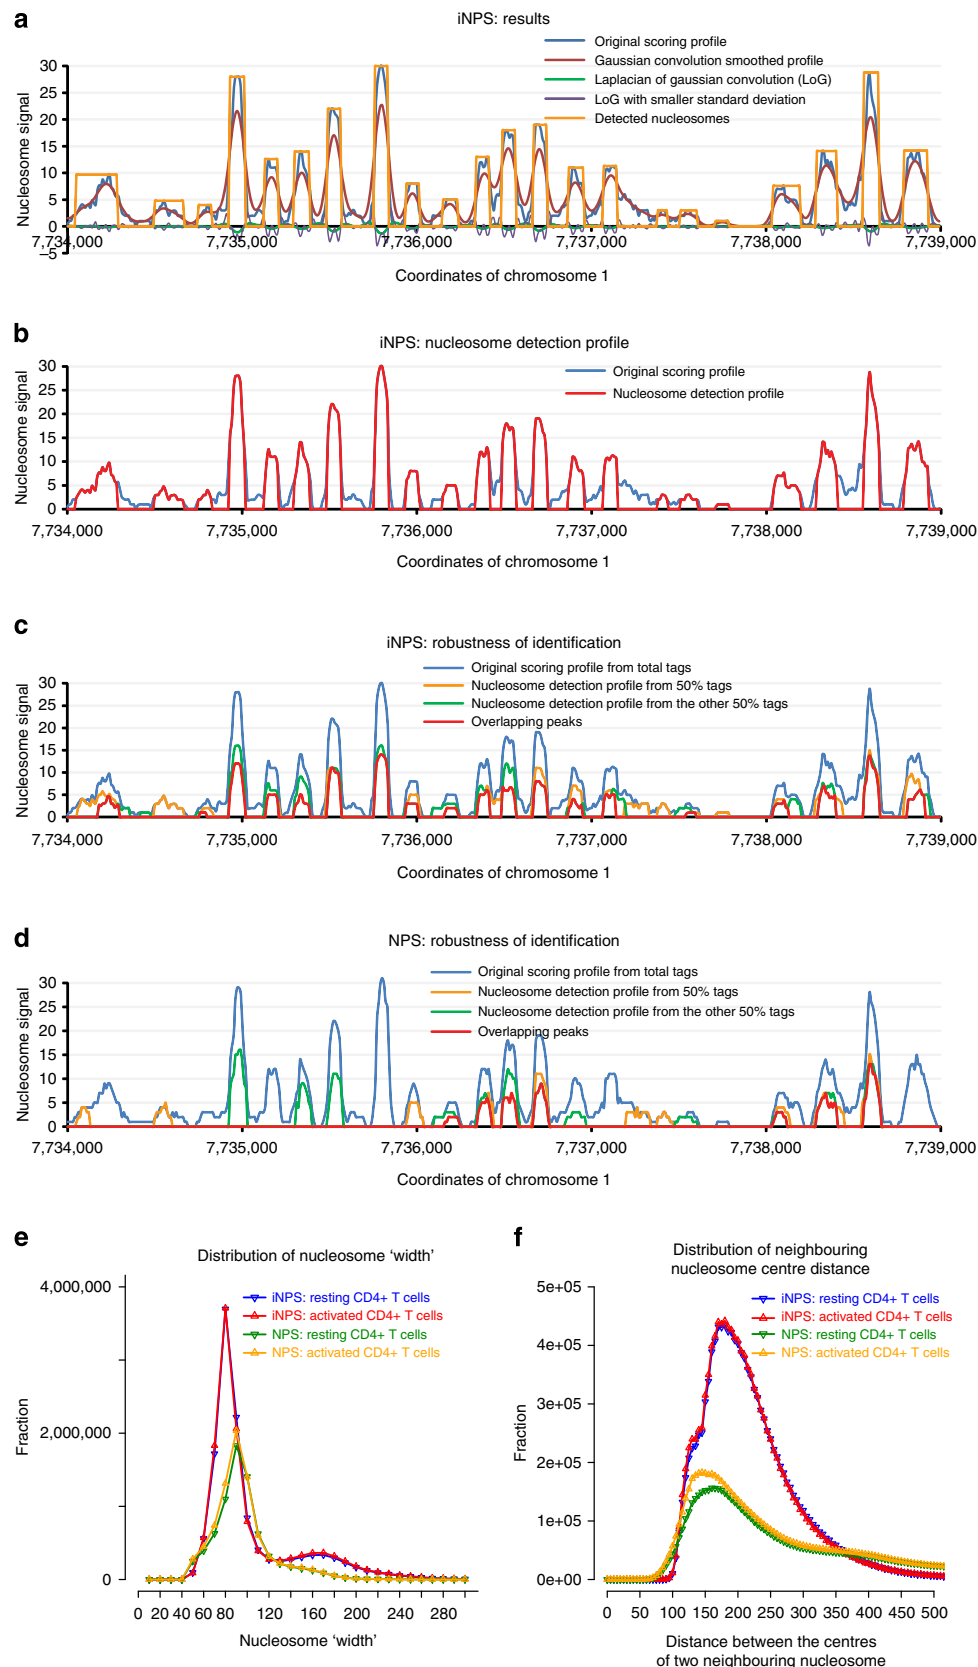 a
iNPS: results
Original scoring profile
Gaussian convolution smoothed profile
Laplacian of gaussian convolution (LoG)
LoG with smaller standard deviation
Detected nucleosomes
Nucleosome signal
30
25
20
15
10
5
0
–5
7,734,000
7,735,000
7,736,000
7,737,000
7,738,000
7,739,000
Coordinates of chromosome 1
b
iNPS: nucleosome detection profile
Original scoring profile
Nucleosome detection profile
Nucleosome signal
30
25
20
15
10
5
0
7,734,000
7,735,000
7,736,000
7,737,000
7,738,000
7,739,000
Coordinates of chromosome 1
c
iNPS: robustness of identification
Original scoring profile from total tags
Nucleosome detection profile from 50% tags
Nucleosome detection profile from the other 50% tags
Overlapping peaks
Nucleosome signal
30
25
20
15
10
5
0
7,734,000
7,735,000
7,736,000
7,737,000
7,738,000
7,739,000
Coordinates of chromosome 1
d
NPS: robustness of identification
Original scoring profile from total tags
Nucleosome detection profile from 50% tags
Nucleosome detection profile from the other 50% tags
Overlapping peaks
Nucleosome signal
30
25
20
15
10
5
0
7,734,000
7,735,000
7,736,000
7,737,000
7,738,000
7,739,000
Coordinates of chromosome 1
e
Distribution of nucleosome ‘width’
iNPS: resting CD4+ T cells
iNPS: activated CD4+ T cells
NPS: resting CD4+ T cells
NPS: activated CD4+ T cells
Fraction
4,000,000
2,000,000
0
0 20 40 60 80 120 160 200 240 280
Nucleosome ‘width’
f
Distribution of neighbouring
nucleosome centre distance
iNPS: resting CD4+ T cells
iNPS: activated CD4+ T cells
NPS: resting CD4+ T cells
NPS: activated CD4+ T cells
Fraction
5e+05
4e+05
3e+05
2e+05
1e+05
0e+00
0 50 100 150 200 250 300 350 400 450 500
Distance between the centres
of two neighbouring nucleosome